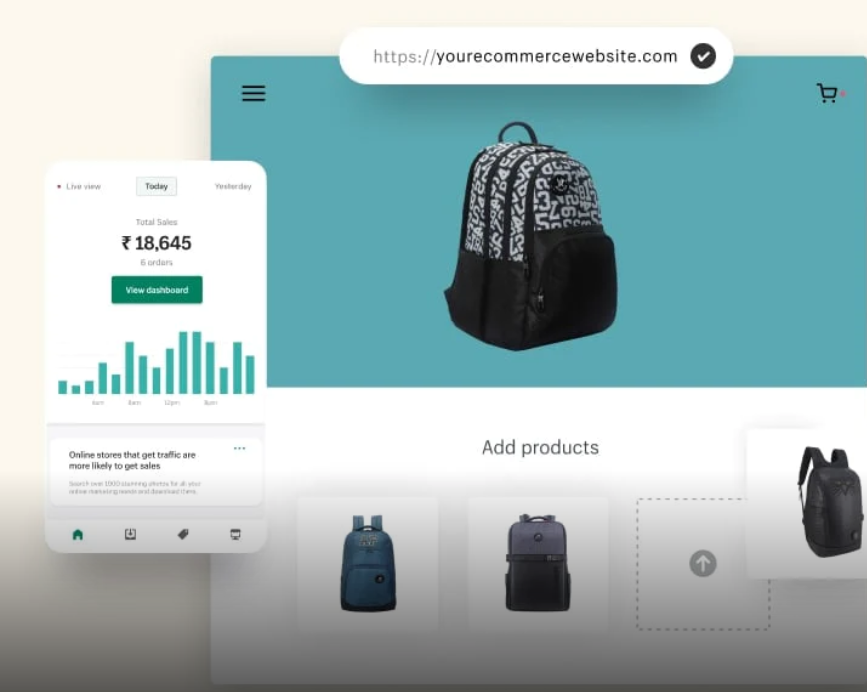 https://yourecommercewebsite.com
Live view
Today
Yesterday
Total Sales
₹ 18,645
6 orders
View dashboard
4am
8am
12pm
8pm
Online stores that get traffic are
more likely to get sales
Search over 1000 stunning photos for all your
online marketing needs and download them.
Add products